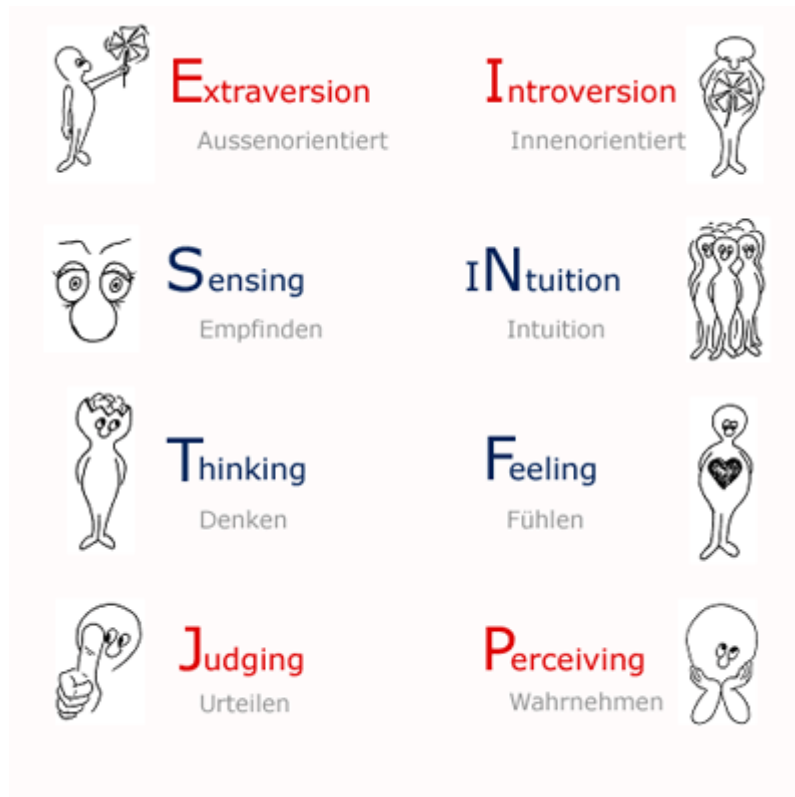 Extraversion
Aussenorientiert
Introversion
Innenorientiert
Sensing
Empfinden
INtuition
Intuition
Thinking
Denken
Feeling
Fühlen
Judging
Urteilen
Perceiving
Wahrnehmen